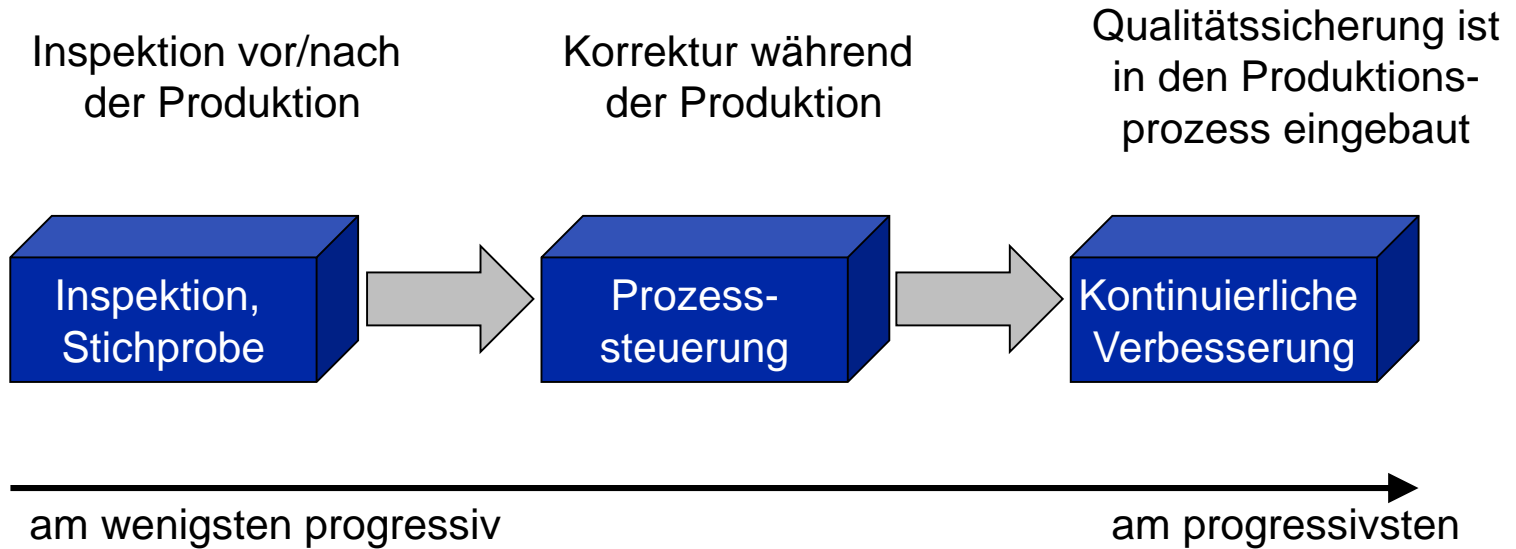 Inspektion vor/nach
der Produktion
Korrektur während
der Produktion
Qualitätssicherung ist
in den Produktions-
prozess eingebaut
Inspektion,
Stichprobe
Prozess-
steuerung
Kontinuierliche
Verbesserung
am wenigsten progressiv
am progressivsten